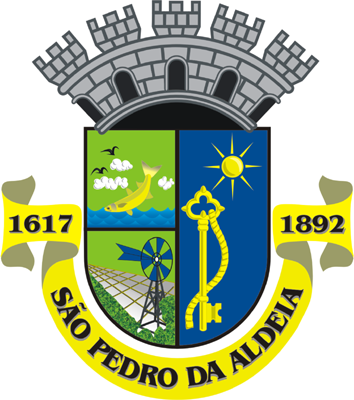 1617
1892
SÃO PEDRO DA ALDEIA